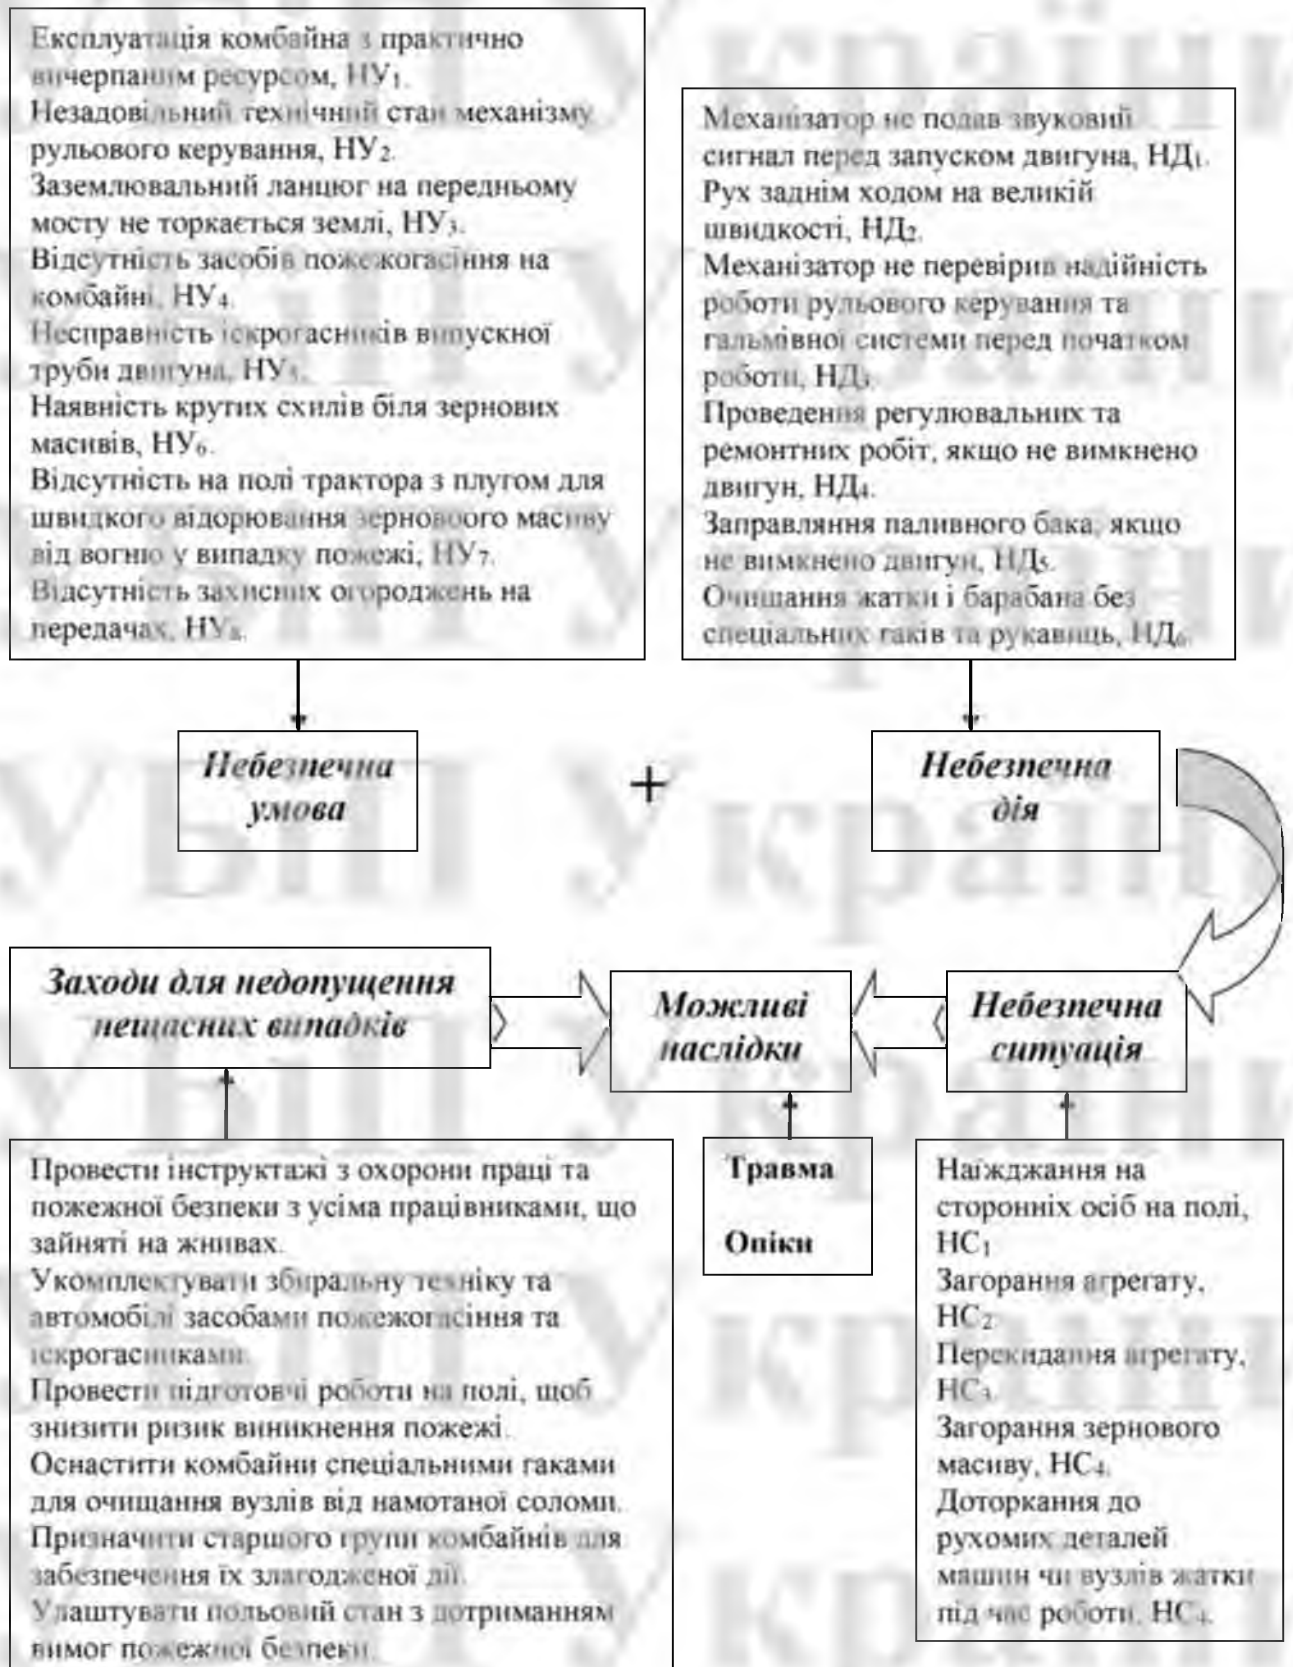 Експлуатація комбайна з практично
вичерпаним ресурсом, НУ₁.
Незадовільний технічний стан механізму
рульового керування, НУ₂.
Заземлювальний ланцюг на передньому
мосту не торкається землі, НУ₃.
Відсутність засобів пожежогасіння на
комбайні, НУ₄.
Несправність іскрогасників випускної
труби двигуна, НУ₅.
Наявність крутих схилів біля зернових
масивів, НУ₆.
Відсутність на полі трактора з плугом для
швидкого відорювання зерновоого масиву
від вогню у випадку пожежі, НУ₇.
Відсутність захисних огороджень на
передачах, НУ₈.
Механізатор не подав звуковий
сигнал перед запуском двигуна, НД₁.
Рух заднім ходом на великій
швидкості, НД₂.
Механізатор не перевірив надійність
роботи рульового керування та
гальмівної системи перед початком
роботи, НД₃.
Проведення регулювальних та
ремонтних робіт, якщо не вимкнено
двигун, НД₄.
Заправляння паливного бака, якщо
не вимкнено двигун, НД₅.
Очищання жатки і барабана без
спеціальних гаків та рукавиць, НД₆.
Небезпечна
умова
+
Небезпечна
дія
Заходи для недопущення
нещасних випадків
Можливі
наслідки
Небезпечна
ситуація
Провести інструктажі з охорони праці та
пожежної безпеки з усіма працівниками, що
зайняті на жнивах.
Укомплектувати збиральну техніку та
автомобілі засобами пожежогасіння та
іскрогасниками.
Провести підготовчі роботи на полі, щоб
знизити ризик виникнення пожежі.
Оснастити комбайни спеціальними гаками
для очищання вузлів від намотаної соломи.
Призначити старшого групи комбайнів для
забезпечення їх злагодженої дії.
Улаштувати польовий стан з дотриманням
вимог пожежної безпеки.
Травма
Опіки
Наїжджання на
сторонніх осіб на полі,
НС₁
Загорання агрегату,
НС₂
Перекидання агрегату,
НС₃.
Загорання зернового
масиву, НС₄.
Доторкання до
рухомих деталей
машин чи вузлів жатки
під час роботи, НС₄.